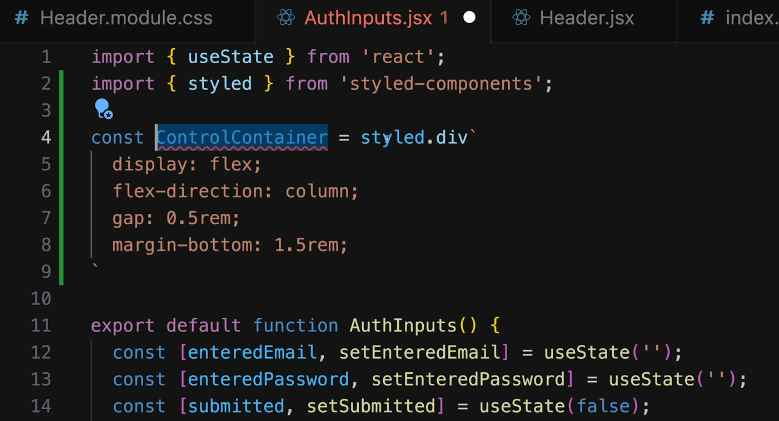 # Header.module.css AuthInputs.jsx 1 Header.jsx # index.
1 import { useState } from 'react';
2 import { styled } from 'styled-components';
3
4 const ControlContainer = styled.div`
5 display: flex;
6 flex-direction: column;
7 gap: 0.5rem;
8 margin-bottom: 1.5rem;
9 `
10
11 export default function AuthInputs() {
12 const [enteredEmail, setEnteredEmail] = useState('');
13 const [enteredPassword, setEnteredPassword] = useState('');
14 const [submitted, setSubmitted] = useState(false);